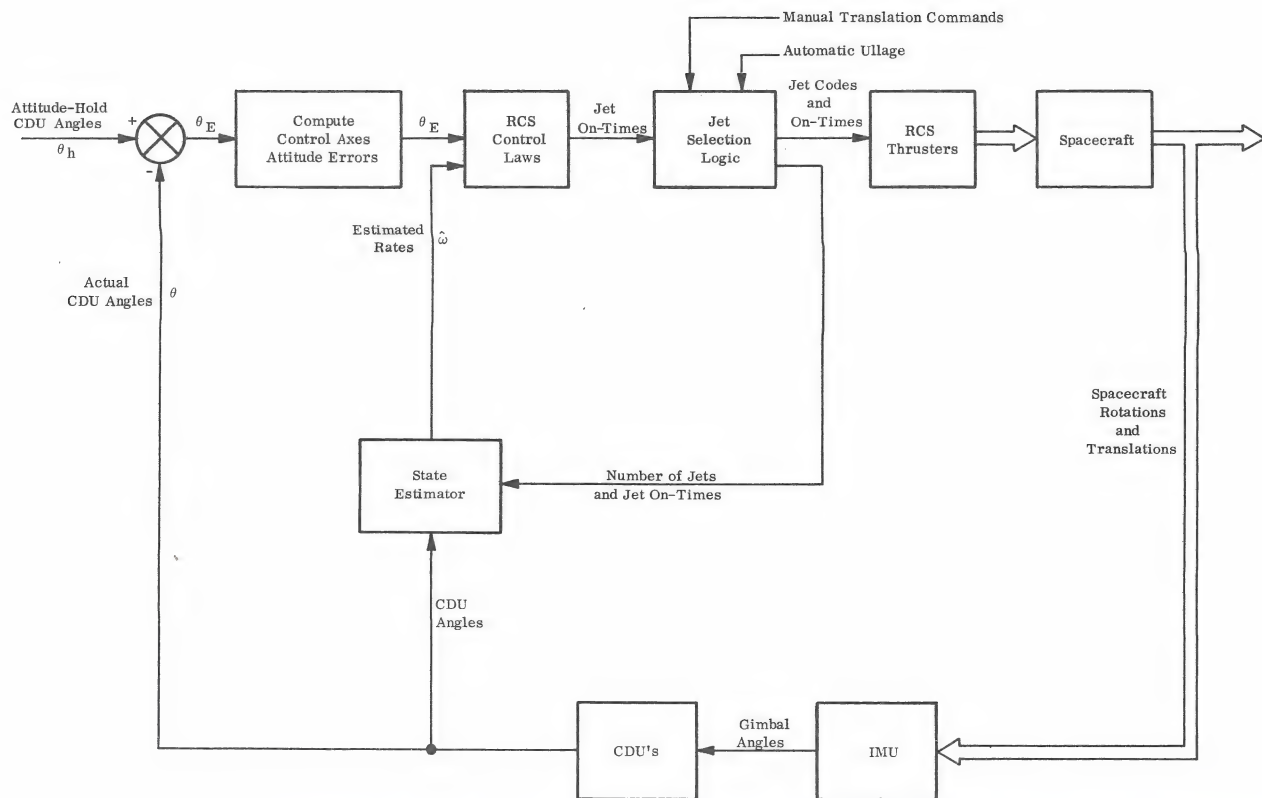 Manual Translation Commands
Automatic Ullage
Attitude-Hold
CDU Angles
θh
+
-
θE
Compute
Control Axes
Attitude Errors
θE
RCS
Control
Laws
Jet
On-Times
Jet
Selection
Logic
Jet Codes
and
On-Times
RCS
Thrusters
Spacecraft
Estimated
Rates
ω̂
Actual
CDU Angles
θ
Spacecraft
Rotations
and
Translations
State
Estimator
Number of Jets
and Jet On-Times
CDU
Angles
CDU's
Gimbal
Angles
IMU